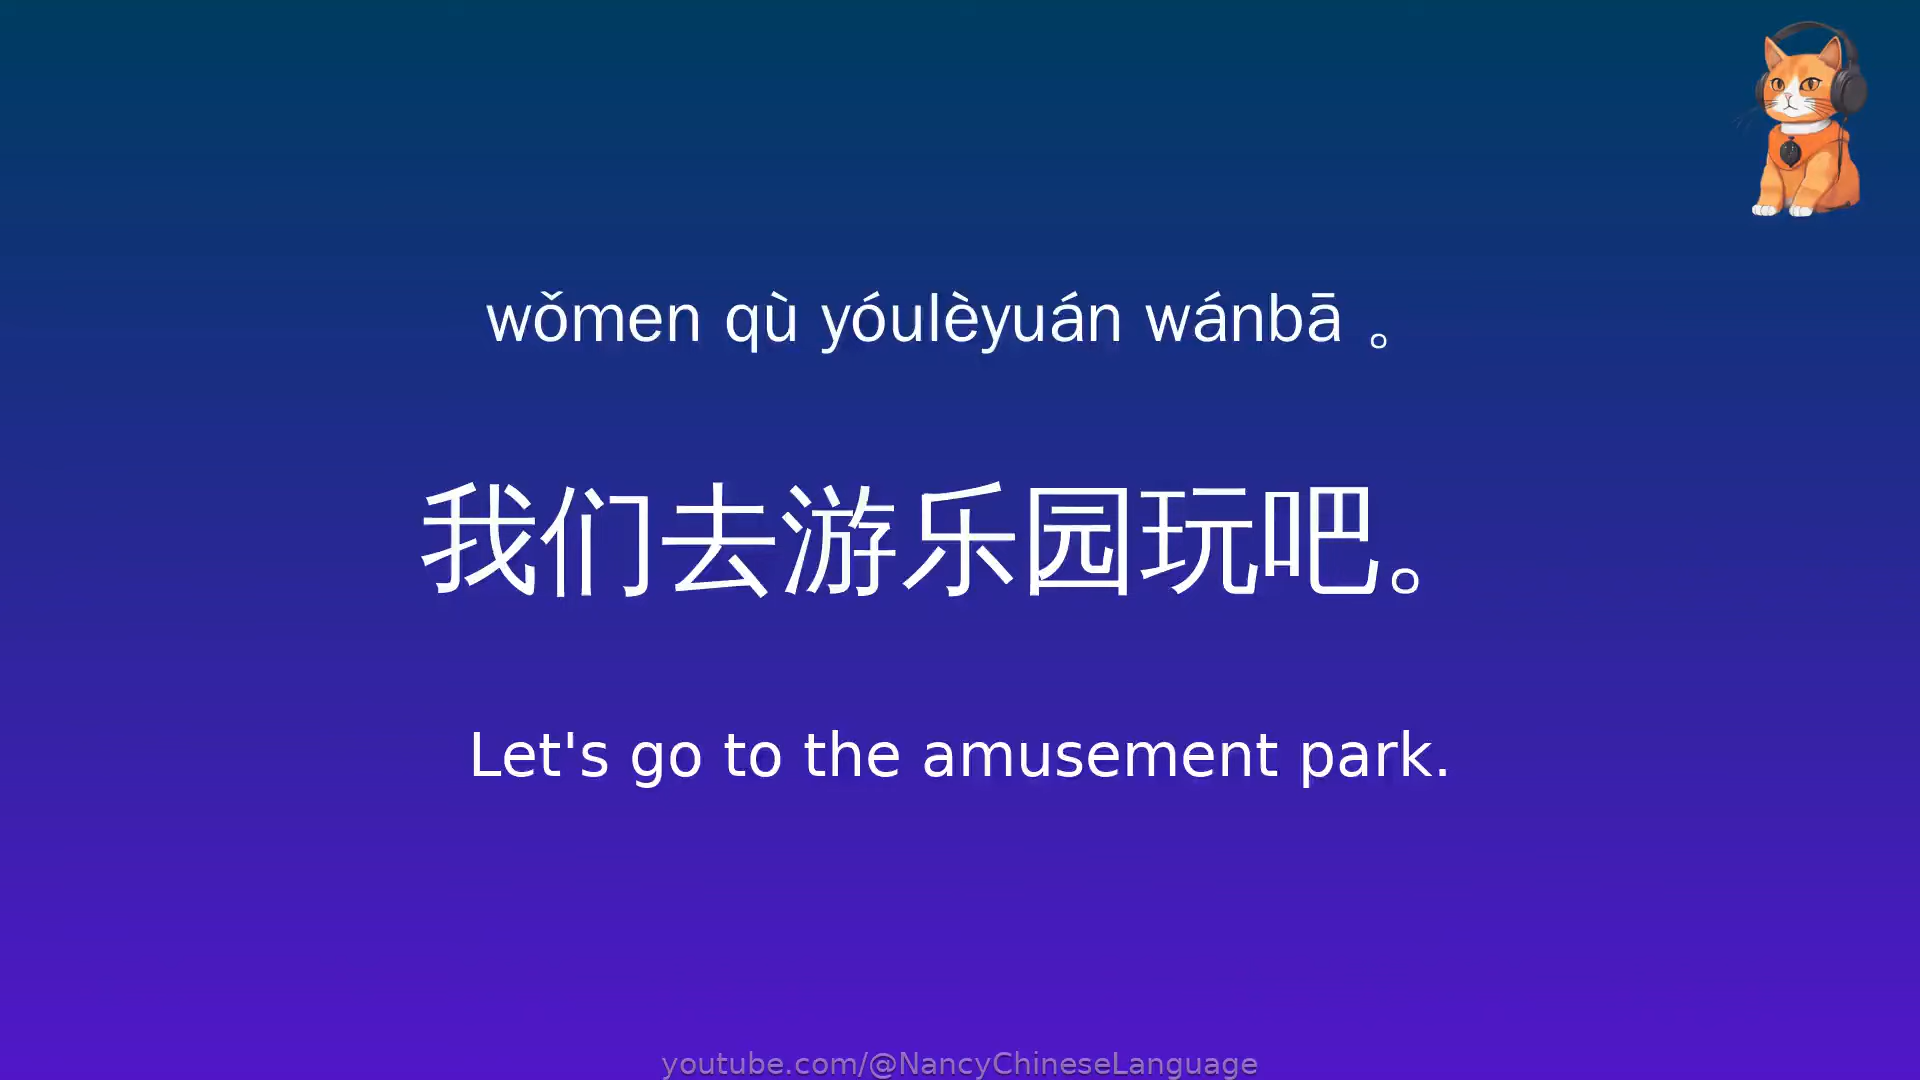 wǒmen qù yóulèyuán wánbā 。
我们去游乐园玩吧。
Let's go to the amusement park.
youtube.com/@NancyChineseLanguage